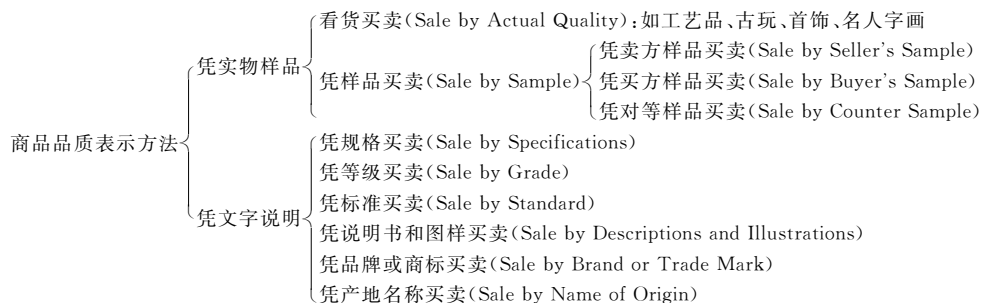 看货买卖(Sale by Actual Quality):如工艺品、古玩、首饰、名人字画
凭实物样品
凭样品买卖(Sale by Sample)
凭卖方样品买卖(Sale by Seller's Sample)
凭买方样品买卖(Sale by Buyer's Sample)
凭对等样品买卖(Sale by Counter Sample)
商品品质表示方法
凭规格买卖(Sale by Specifications)
凭等级买卖(Sale by Grade)
凭标准买卖(Sale by Standard)
凭文字说明
凭说明书和图样买卖(Sale by Descriptions and Illustrations)
凭品牌或商标买卖(Sale by Brand or Trade Mark)
凭产地名称买卖(Sale by Name of Origin)